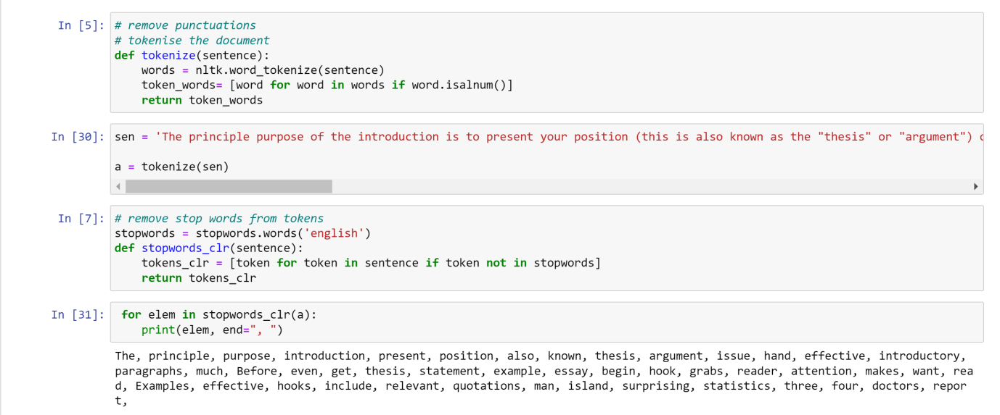 In [5]: # remove punctuations
# tokenise the document
def tokenize(sentence):
    words = nltk.word_tokenize(sentence)
    token_words= [word for word in words if word.isalnum()]
    return token_words
In [30]: sen = 'The principle purpose of the introduction is to present your position (this is also known as the "thesis" or "argument")
a = tokenize(sen)
In [7]: # remove stop words from tokens
stopwords = stopwords.words('english')
def stopwords_clr(sentence):
    tokens_clr = [token for token in sentence if token not in stopwords]
    return tokens_clr
In [31]: for elem in stopwords_clr(a):
    print(elem, end=", ")
The, principle, purpose, introduction, present, position, also, known, thesis, argument, issue, hand, effective, introductory,
paragraphs, much, Before, even, get, thesis, statement, example, essay, begin, hook, grabs, reader, attention, makes, want, rea
d, Examples, effective, hooks, include, relevant, quotations, man, island, surprising, statistics, three, four, doctors, repor
t,